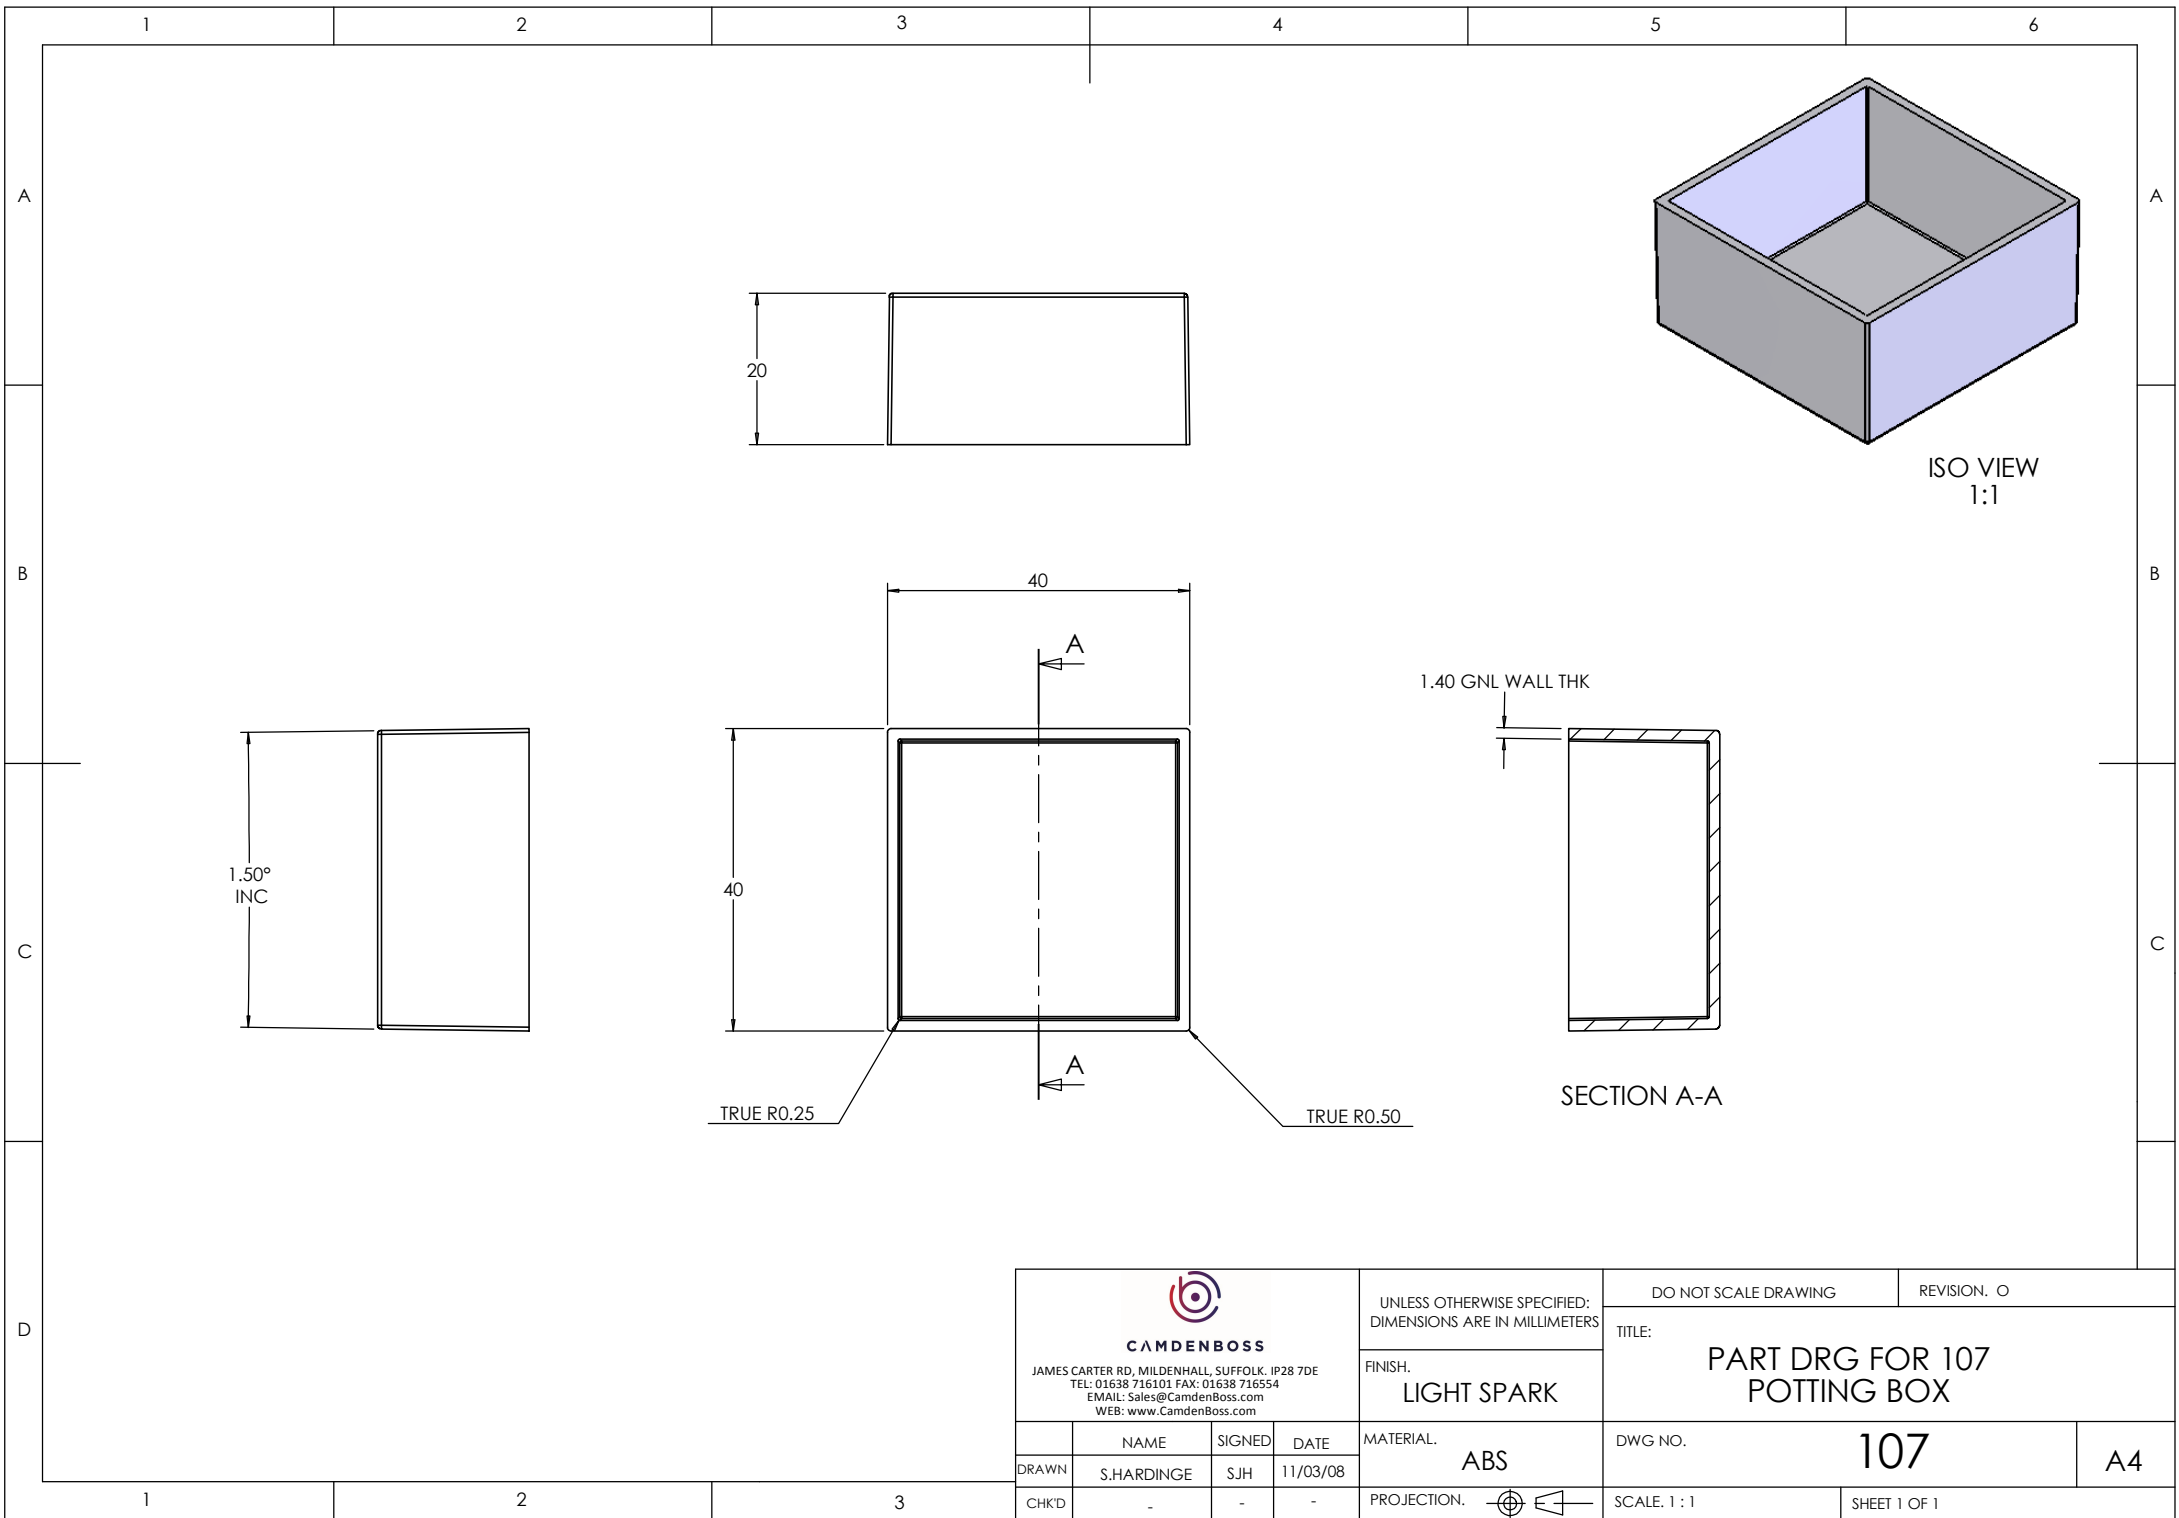 1 2 3 4 5 6
A A
20
ISO VIEW
1:1
B B
40
A
1.40 GNL WALL THK
1.50°
INC
40
C C
A
SECTION A-A
TRUE R0.25
TRUE R0.50
D
CAMDENBOSS
JAMES CARTER RD, MILDENHALL, SUFFOLK. IP28 7DE
TEL: 01638 716101 FAX: 01638 716554
EMAIL: Sales@CamdenBoss.com
WEB: www.CamdenBoss.com
UNLESS OTHERWISE SPECIFIED:
DIMENSIONS ARE IN MILLIMETERS
DO NOT SCALE DRAWING
REVISION. O
TITLE:
PART DRG FOR 107
POTTING BOX
FINISH.
LIGHT SPARK
NAME SIGNED DATE
DRAWN S.HARDINGE SJH 11/03/08
CHK'D - - -
MATERIAL.
ABS
DWG NO.
107
A4
PROJECTION.
SCALE. 1 : 1
SHEET 1 OF 1
1 2 3